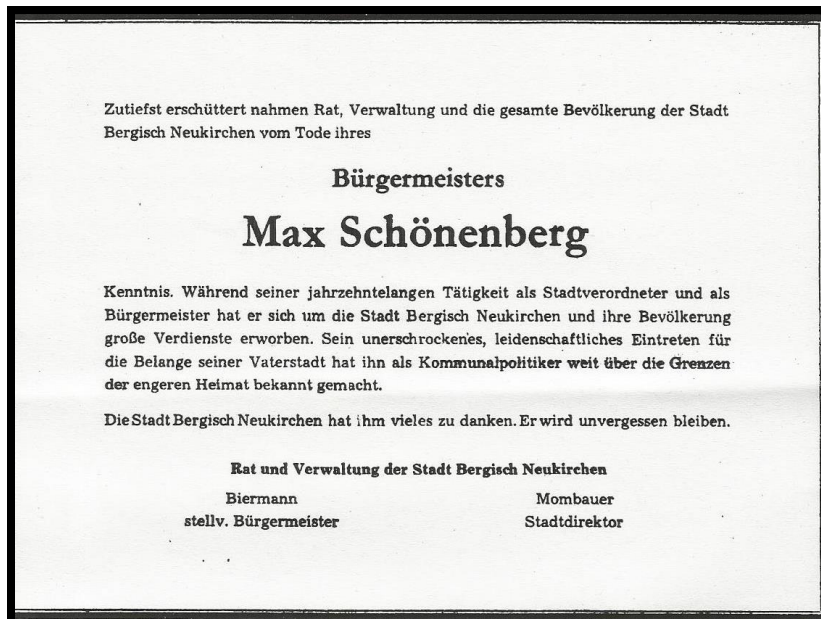 Zutiefst erschüttert nahmen Rat, Verwaltung und die gesamte Bevölkerung der Stadt
Bergisch Neukirchen vom Tode ihres
Bürgermeisters
Max Schönenberg
Kenntnis. Während seiner jahrzehntelangen Tätigkeit als Stadtverordneter und als
Bürgermeister hat er sich um die Stadt Bergisch Neukirchen und ihre Bevölkerung
große Verdienste erworben. Sein unerschrockenes, leidenschaftliches Eintreten für
die Belange seiner Vaterstadt hat ihn als Kommunalpolitiker weit über die Grenzen
der engeren Heimat bekannt gemacht.
Die Stadt Bergisch Neukirchen hat ihm vieles zu danken. Er wird unvergessen bleiben.
Rat und Verwaltung der Stadt Bergisch Neukirchen
Biermann Mombauer
stellv. Bürgermeister Stadtdirektor